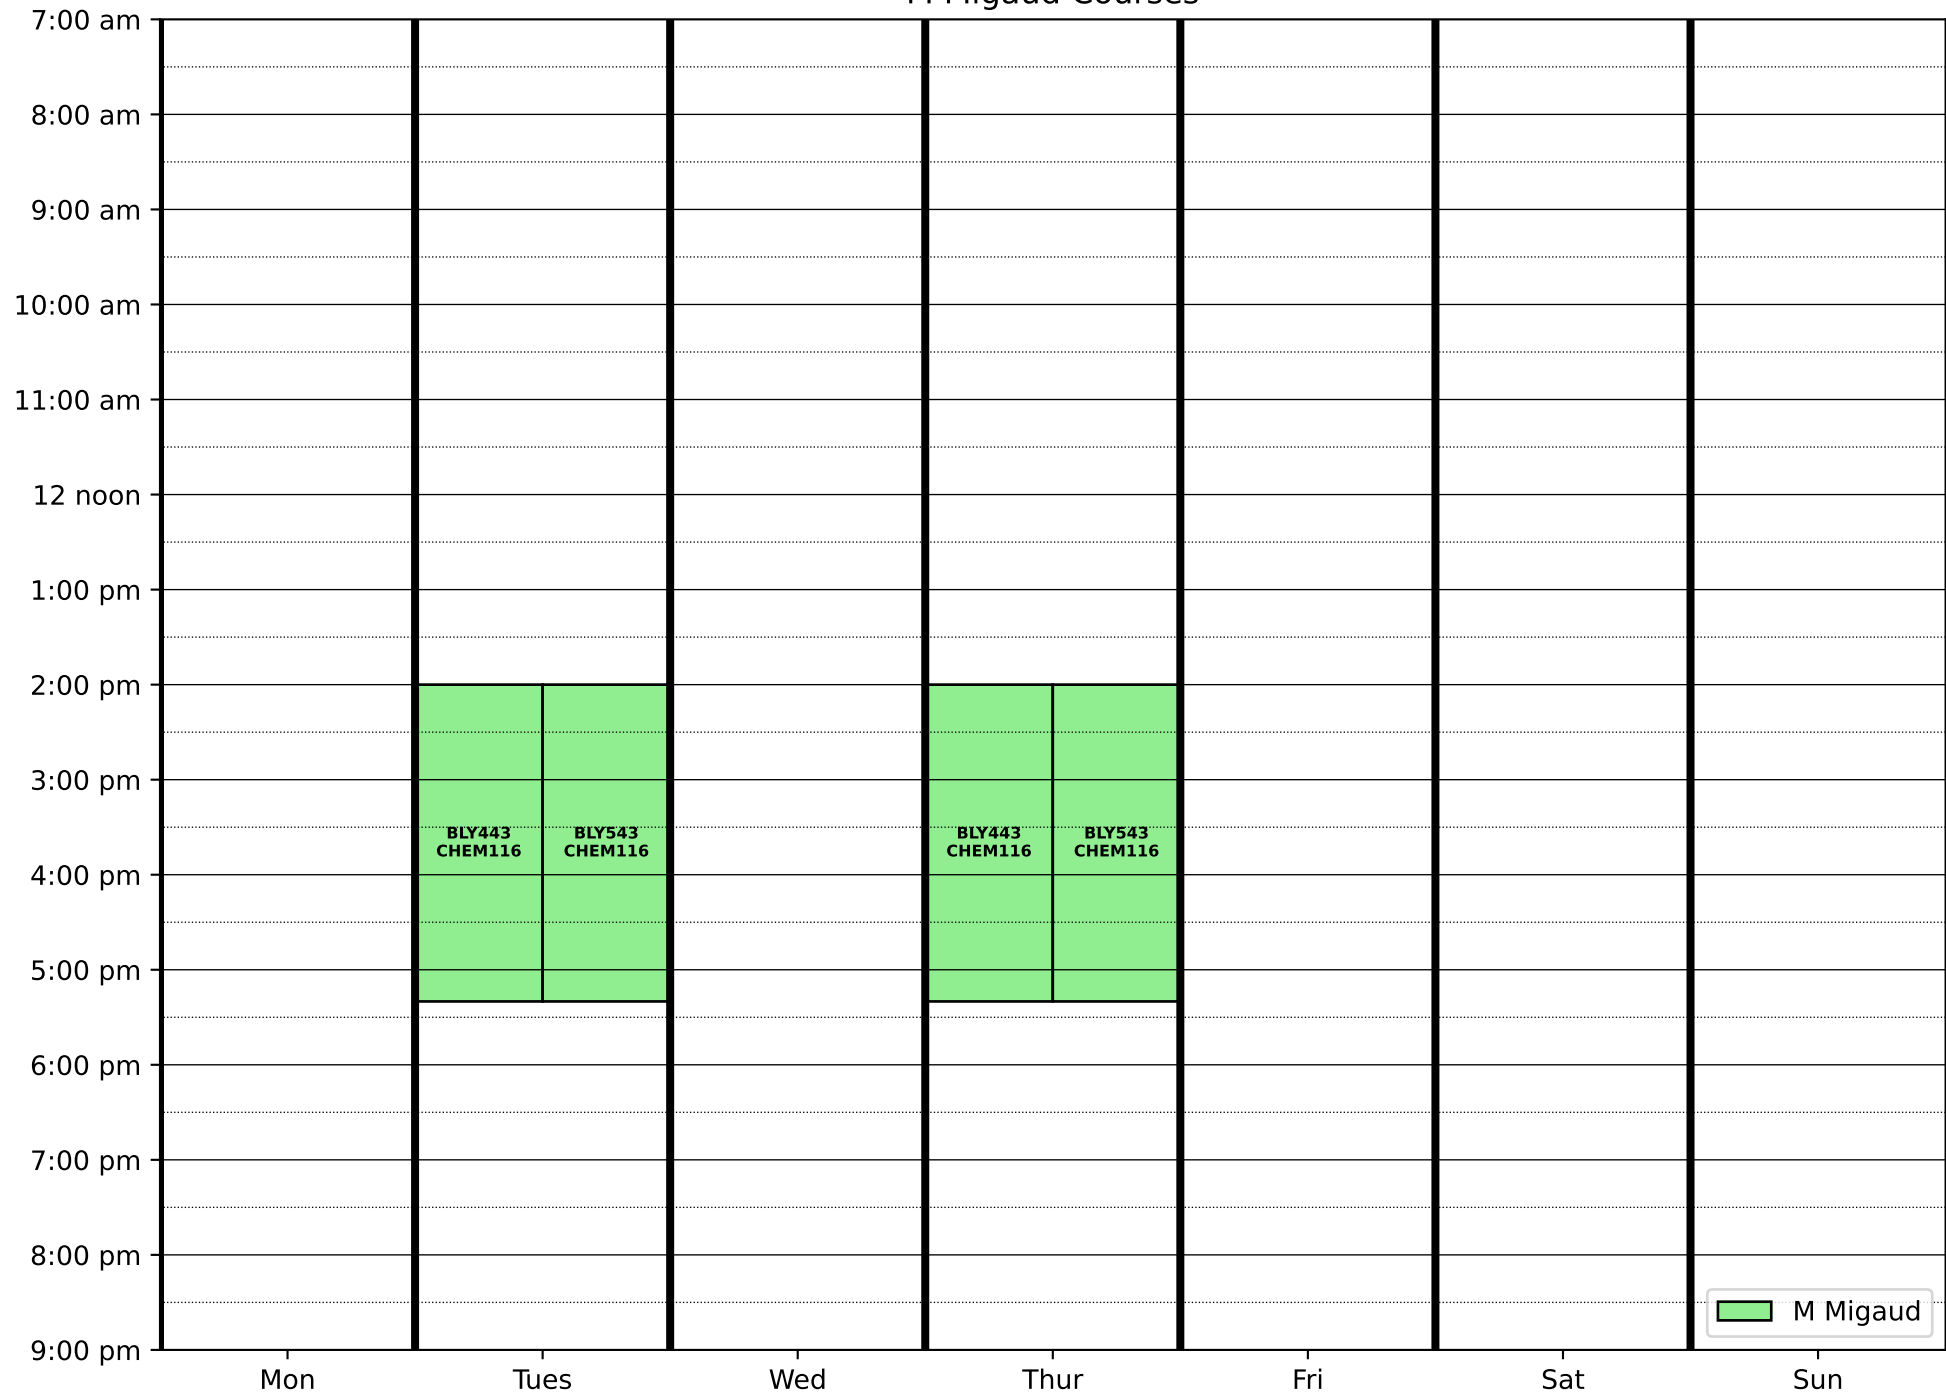 M Migaud Courses
7:00 am
8:00 am
9:00 am
10:00 am
11:00 am
12 noon
1:00 pm
2:00 pm
3:00 pm
BLY443
CHEM116
BLY543
CHEM116
BLY443
CHEM116
BLY543
CHEM116
4:00 pm
5:00 pm
6:00 pm
7:00 pm
8:00 pm
M Migaud
9:00 pm
Mon Tues Wed Thur Fri Sat Sun